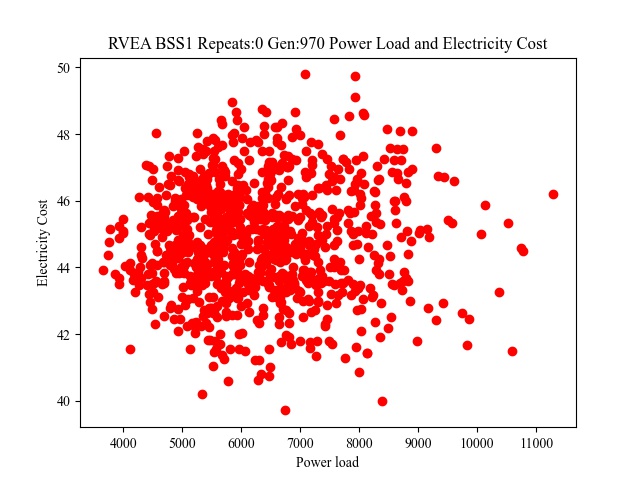 RVEA BSS1 Repeats:0 Gen:970 Power Load and Electricity Cost
50
48
46
44
42
40
Electricity Cost
4000 5000 6000 7000 8000 9000 10000 11000
Power load